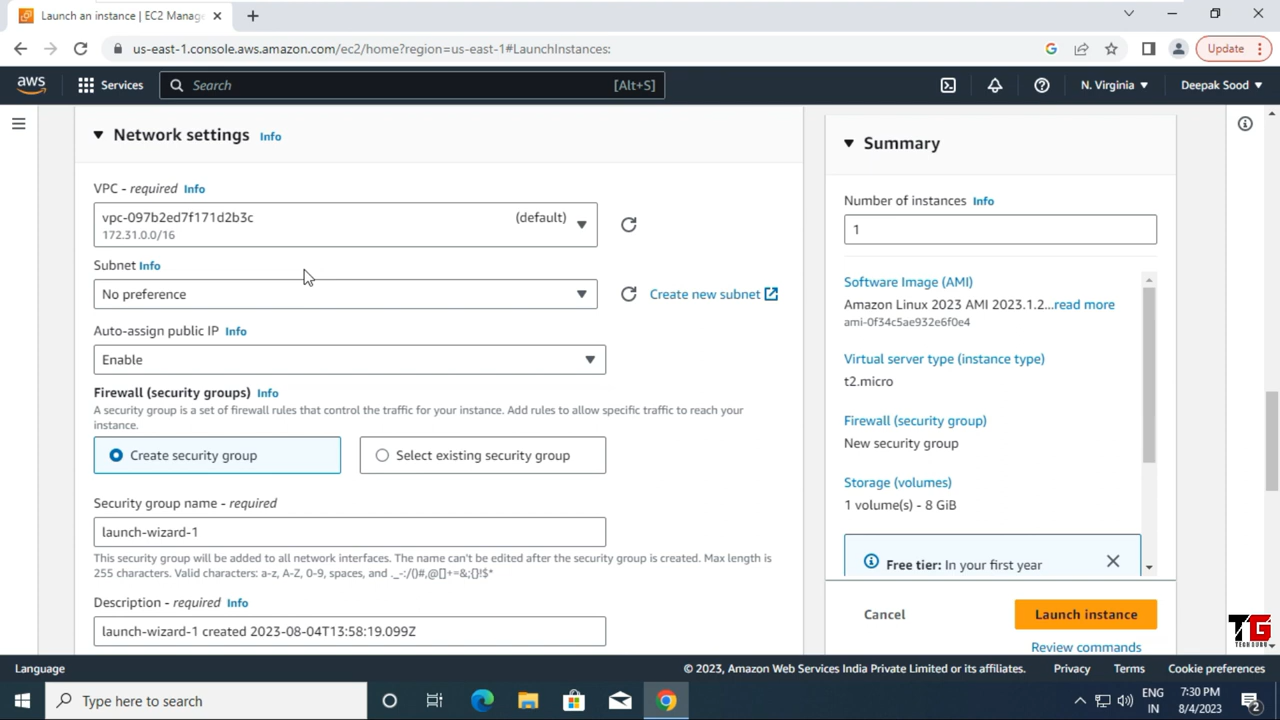 Launch an instance | EC2 Manag
us-east-1.console.aws.amazon.com/ec2/home?region=us-east-1#LaunchInstances:
Update
aws
Services
Search
[Alt+S]
N. Virginia
Deepak Sood
Network settings Info
VPC - required Info
vpc-097b2ed7f171d2b3c (default)
172.31.0.0/16
Subnet Info
No preference
Create new subnet
Auto-assign public IP Info
Enable
Firewall (security groups) Info
A security group is a set of firewall rules that control the traffic for your instance. Add rules to allow specific traffic to reach your
instance.
Create security group
Select existing security group
Security group name - required
launch-wizard-1
This security group will be added to all network interfaces. The name can't be edited after the security group is created. Max length is
255 characters. Valid characters: a-z, A-Z, 0-9, spaces, and ._-:/()#,@[]+=&;{}!$*
Description - required Info
launch-wizard-1 created 2023-08-04T13:58:19.099Z
Summary
Number of instances Info
1
Software Image (AMI)
Amazon Linux 2023 AMI 2023.1.2...read more
ami-0f34c5ae932e6f0e4
Virtual server type (instance type)
t2.micro
Firewall (security group)
New security group
Storage (volumes)
1 volume(s) - 8 GiB
Free tier: In your first year
Cancel
Launch instance
Review commands
TG
TECH GURU
Language
© 2023, Amazon Web Services India Private Limited or its affiliates.
Privacy
Terms
Cookie preferences
Type here to search
ENG
IN
7:30 PM
8/4/2023
2